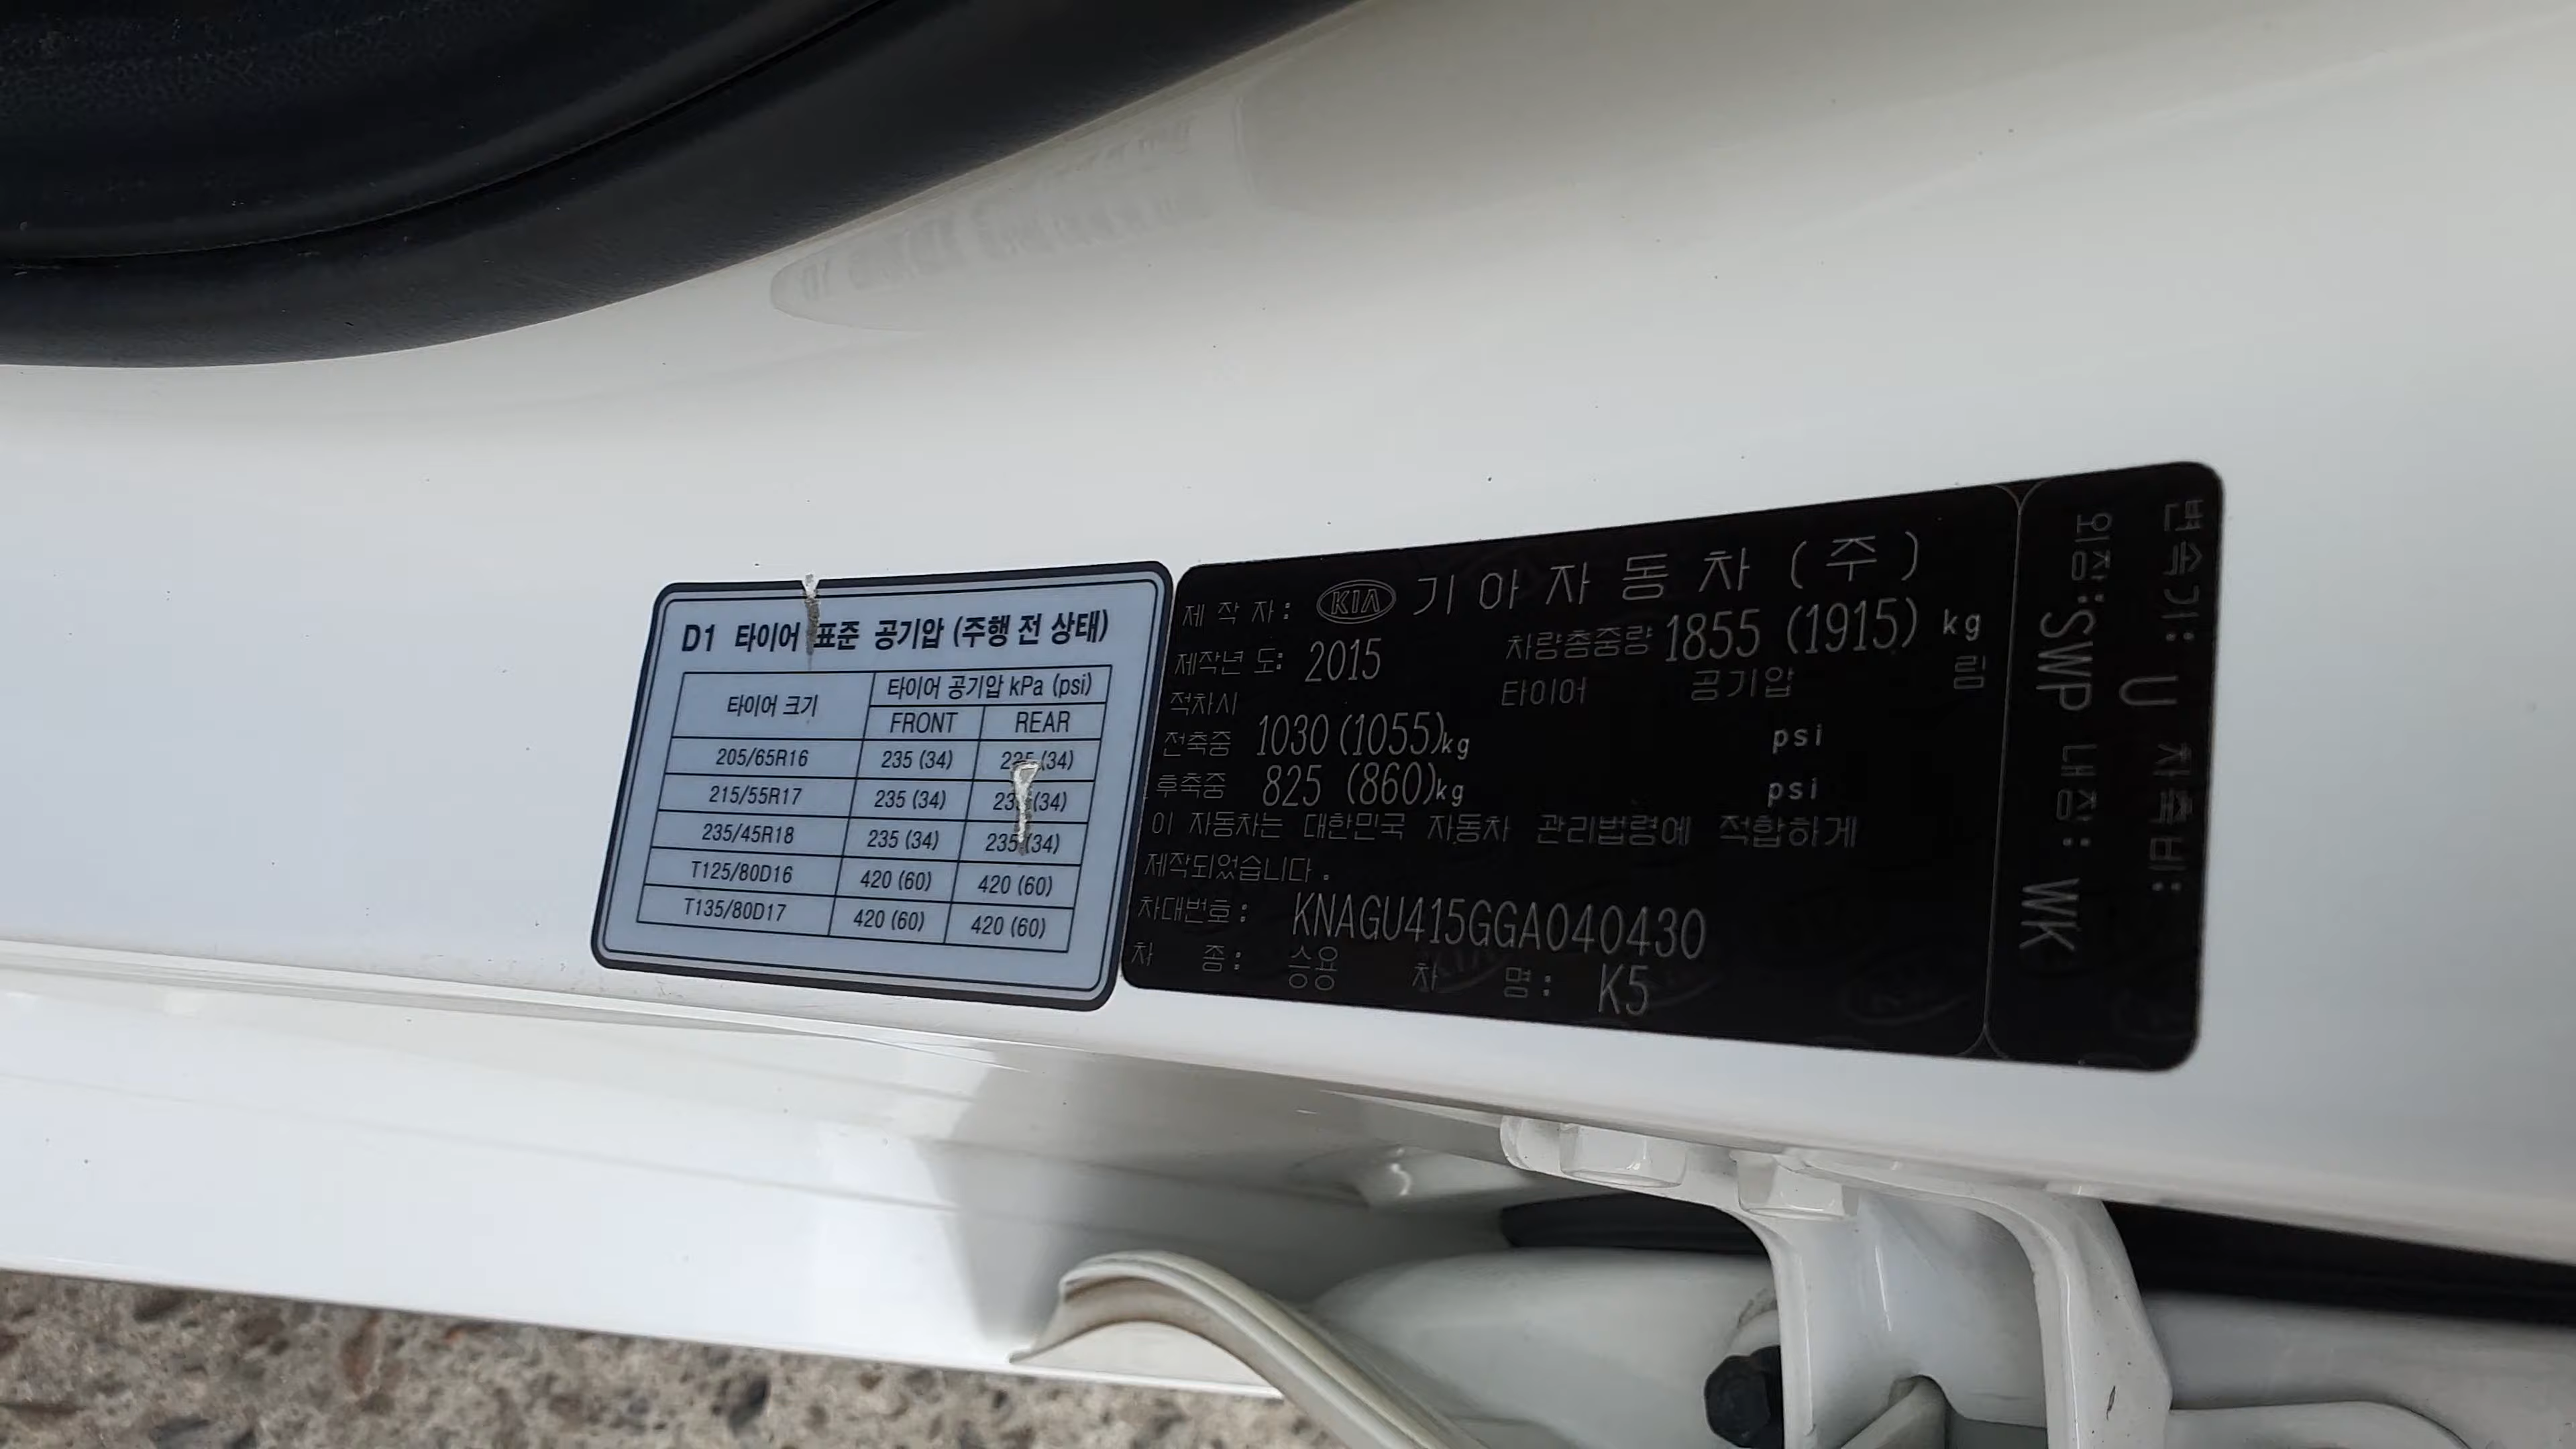 D1 타이어 표준 공기압 (주행 전 상태)
타이어 크기 타이어 공기압 kPa (psi)
FRONT REAR
205/65R16 235 (34) 235 (34)
215/55R17 235 (34) 235 (34)
235/45R18 235 (34) 235 (34)
T125/80D16 420 (60) 420 (60)
T135/80D17 420 (60) 420 (60)
제 작 자: KIA 기아자동차(주)
제작년 도: 2015 차량총중량 1855 (1915) kg
적차시 타이어 공기압 림
전축중 1030 (1055)kg psi
후축중 825 (860)kg psi
이 자동차는 대한민국 자동차 관리법령에 적합하게
제작되었습니다.
차대번호: KNAGU415GGA040430
차 종: 승용 차 명: K5
변속기: U 차축비:
외장:SWP 내장: WK